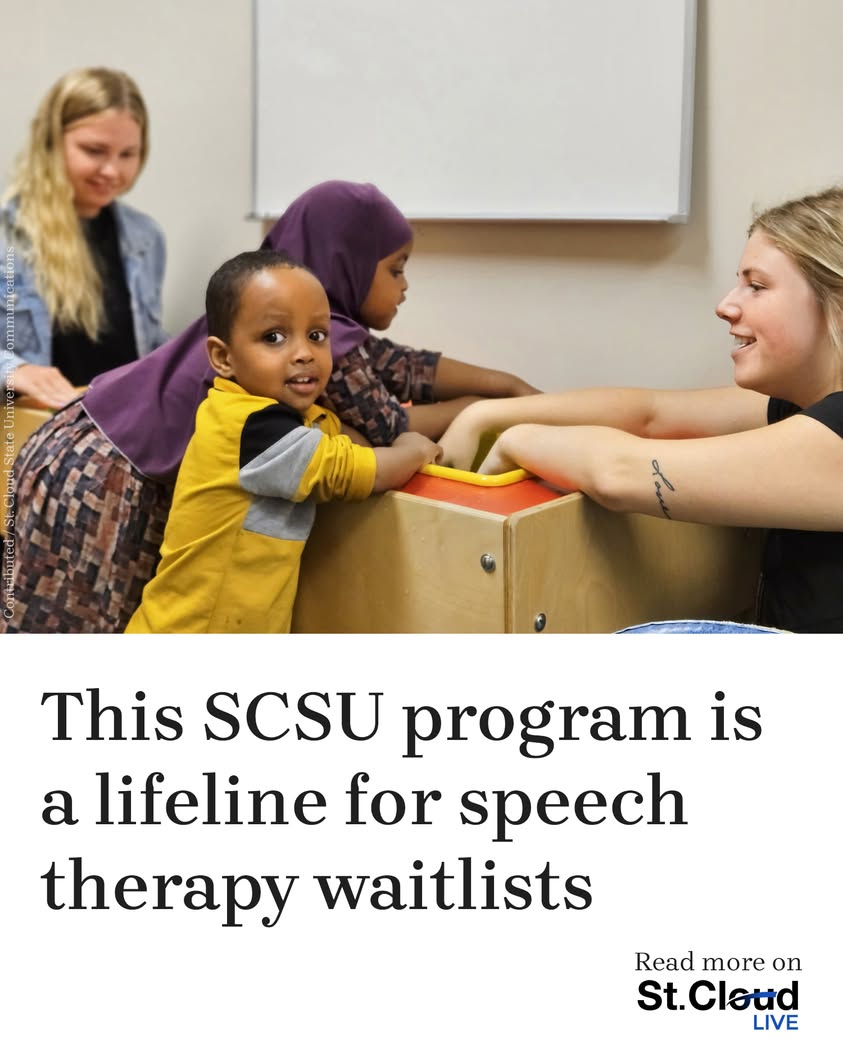 Contributed / St. Cloud State University Communications
This SCSU program is
a lifeline for speech
therapy waitlists
Read more on
St.Cloud
LIVE